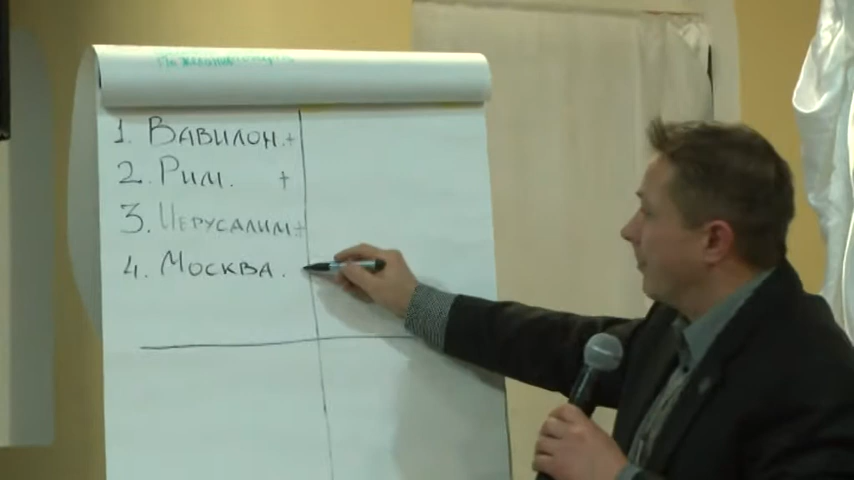 1. Вавилон. +
2. Рим. +
3. Иерусалим +
4. Москва.